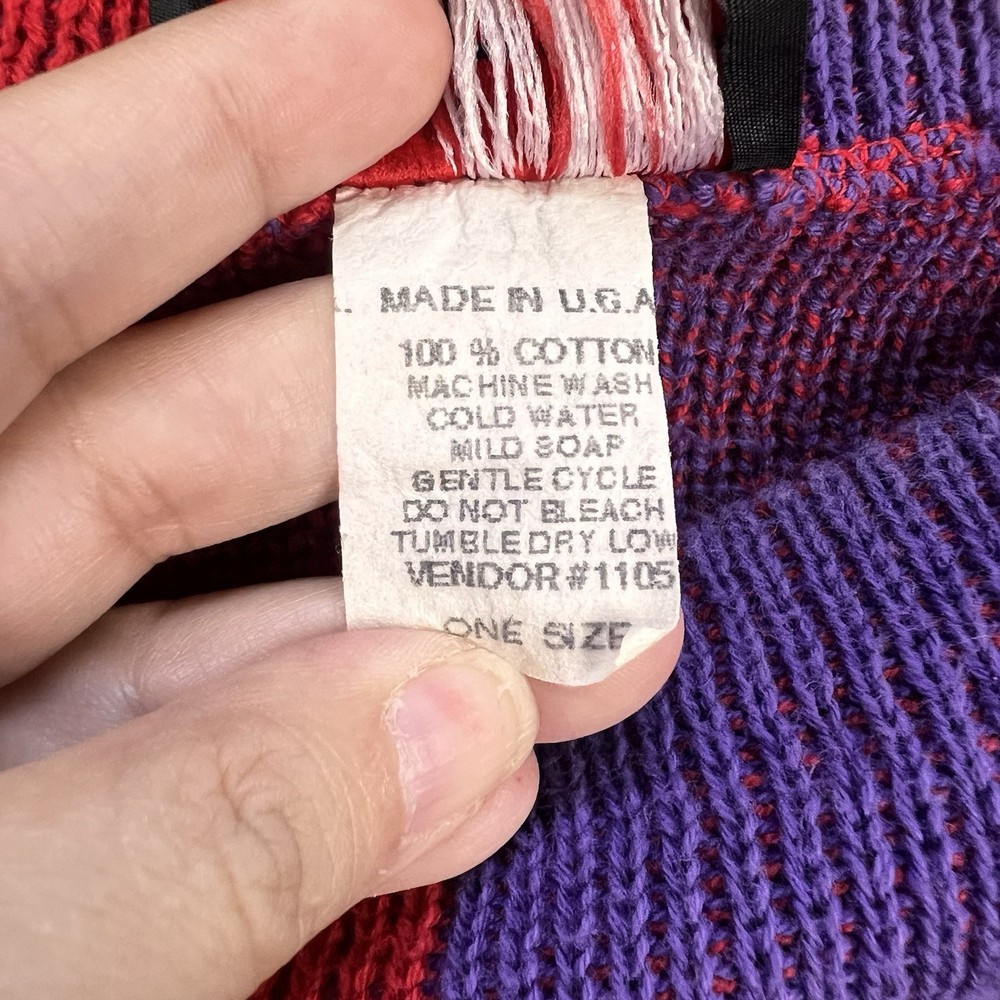 MADE IN U.S.A
100 % COTTON
MACHINE WASH
COLD WATER
MILD SOAP
GENTLE CYCLE
DO NOT BLEACH
TUMBLE DRY LOW
VENDOR #1105
ONE SIZE